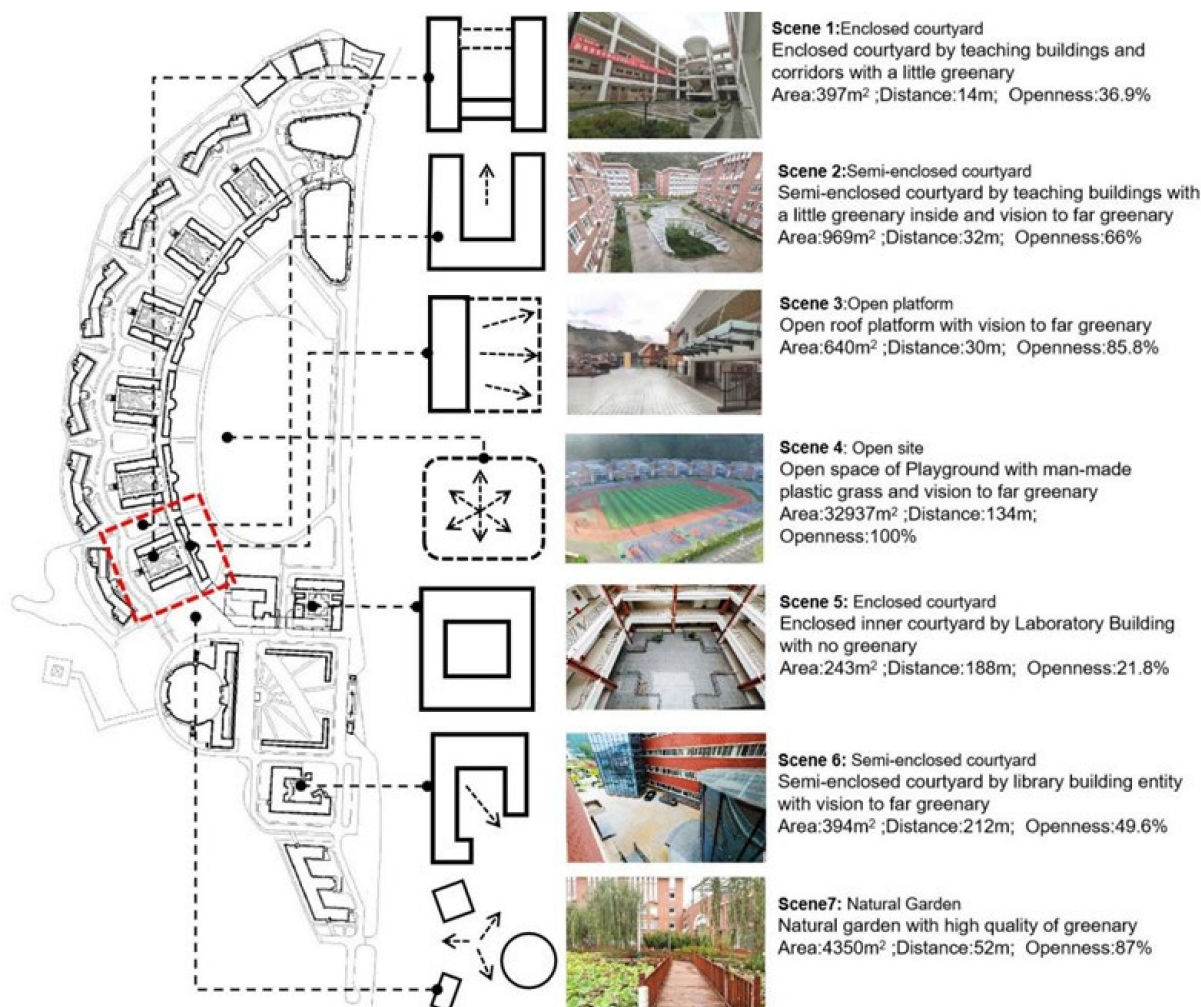 Scene 1:Enclosed courtyard
Enclosed courtyard by teaching buildings and
corridors with a little greenary
Area:397m² ;Distance:14m; Openness:36.9%
Scene 2:Semi-enclosed courtyard
Semi-enclosed courtyard by teaching buildings with
a little greenary inside and vision to far greenary
Area:969m² ;Distance:32m; Openness:66%
Scene 3:Open platform
Open roof platform with vision to far greenary
Area:640m² ;Distance:30m; Openness:85.8%
Scene 4: Open site
Open space of Playground with man-made
plastic grass and vision to far greenary
Area:32937m² ;Distance:134m;
Openness:100%
Scene 5: Enclosed courtyard
Enclosed inner courtyard by Laboratory Building
with no greenary
Area:243m² ;Distance:188m; Openness:21.8%
Scene 6: Semi-enclosed courtyard
Semi-enclosed courtyard by library building entity
with vision to far greenary
Area:394m² ;Distance:212m; Openness:49.6%
Scene7: Natural Garden
Natural garden with high quality of greenary
Area:4350m² ;Distance:52m; Openness:87%